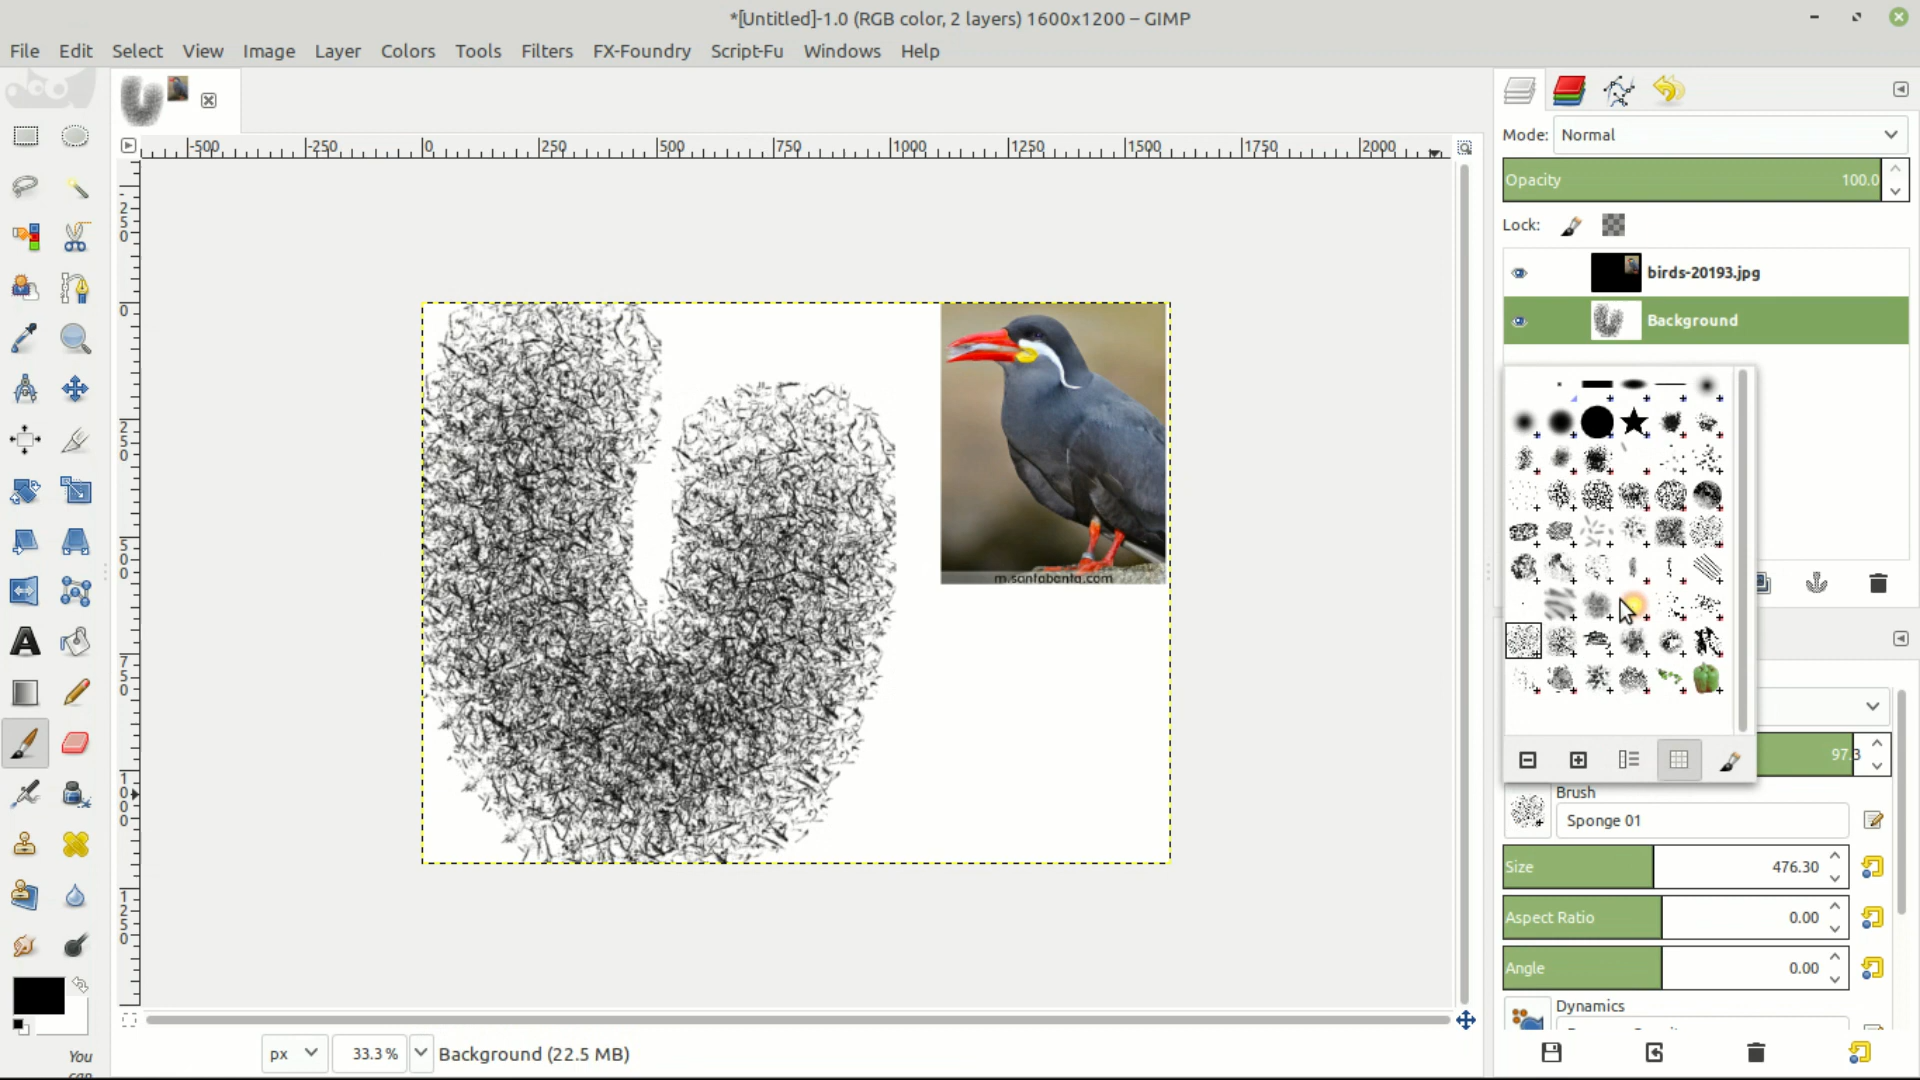 *[Untitled]-1.0 (RGB color, 2 layers) 1600x1200 – GIMP
File Edit Select View Image Layer Colors Tools Filters FX-Foundry Script-Fu Windows Help
-500 -250 0 250 500 750 1000 1250 1500 1750 2000
Mode: Normal
Opacity 100.0
Lock:
birds-20193.jpg
Background
250
0
250
500
750
1000
1250
m.santabanta.com
97.3
Brush
Sponge 01
Size 476.30
Aspect Ratio 0.00
Angle 0.00
Dynamics
You
can
px 33.3 % Background (22.5 MB)